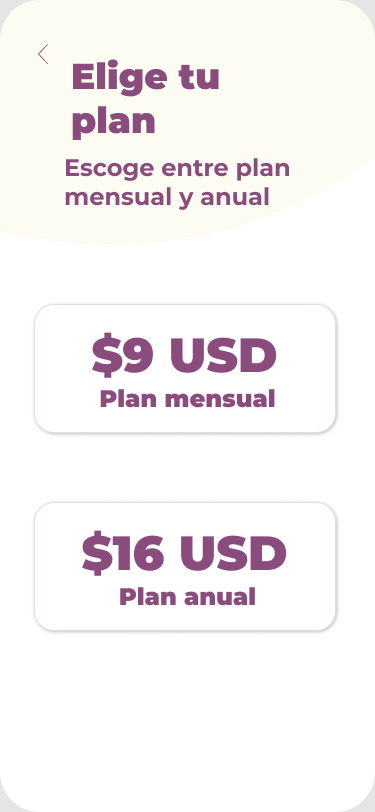 Elige tu
plan
Escoge entre plan
mensual y anual
$9 USD
Plan mensual
$16 USD
Plan anual